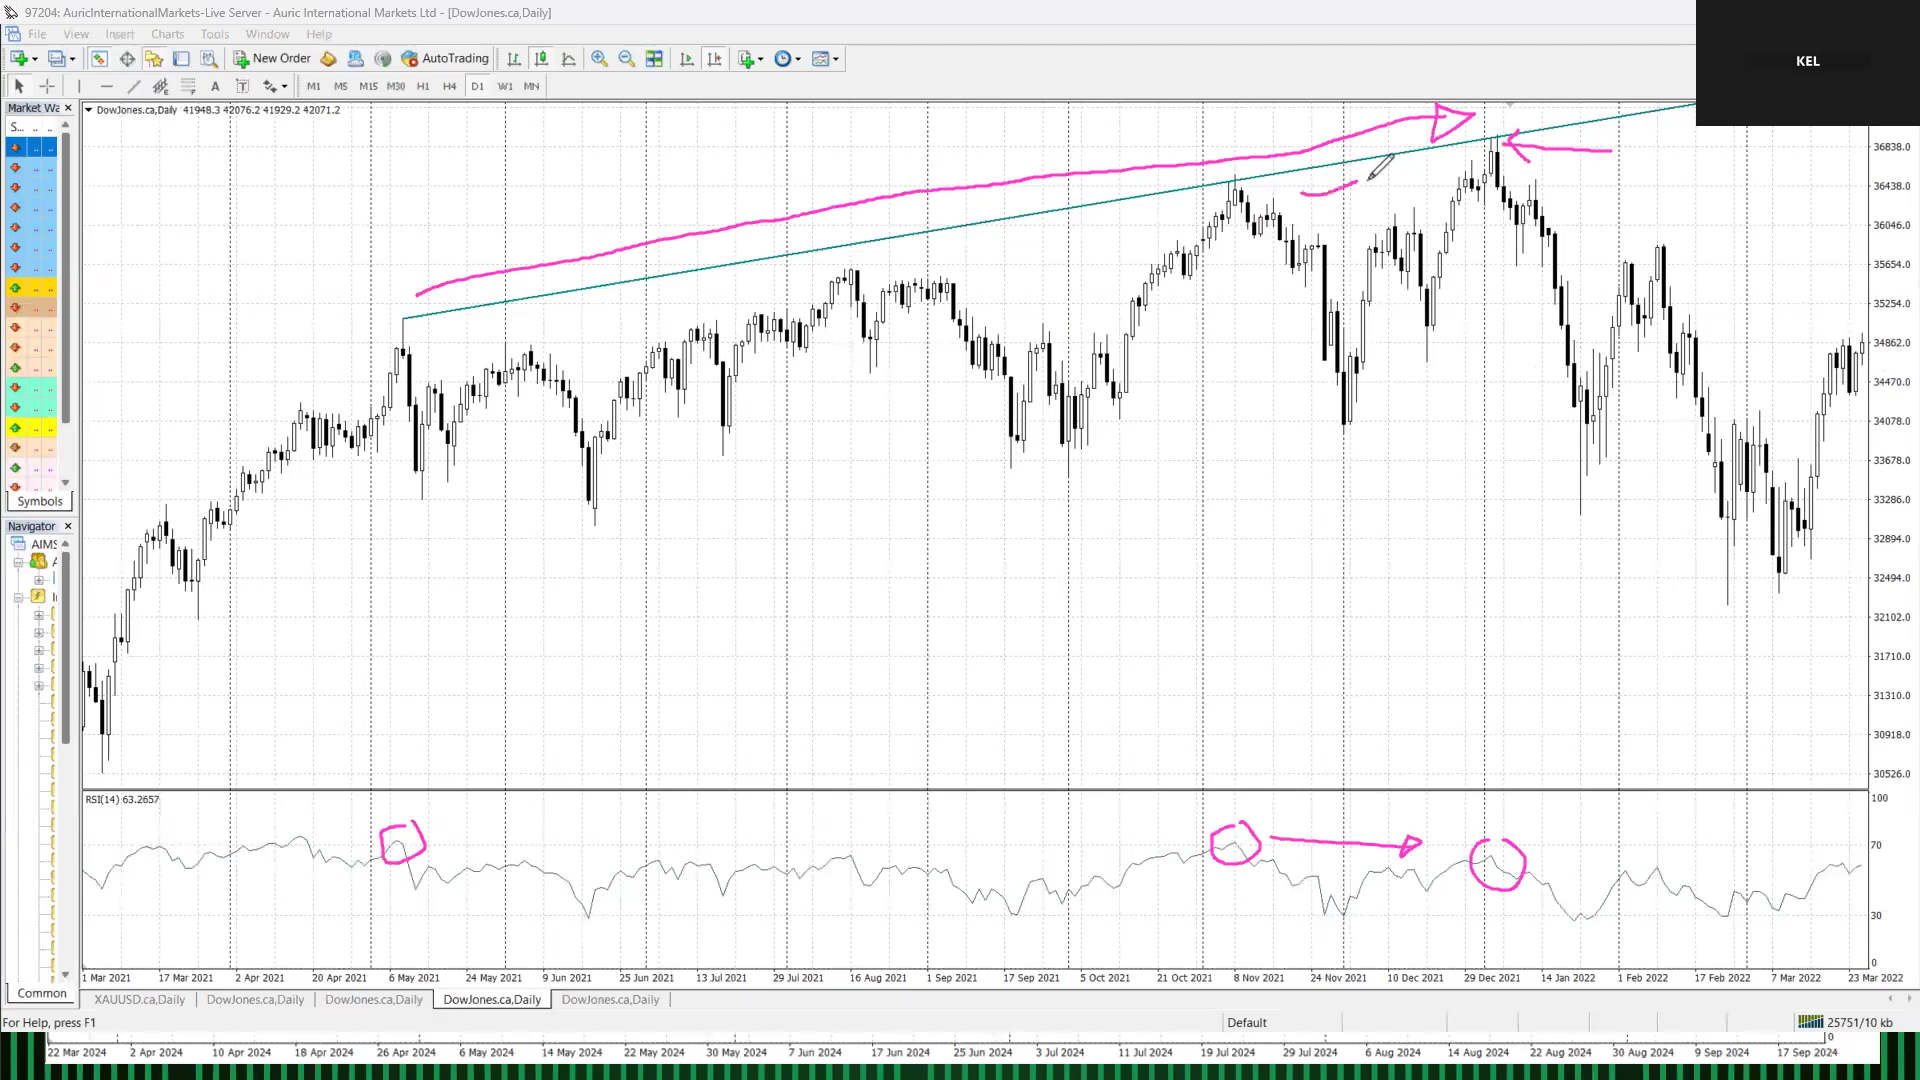 97204: AuricInternationalMarkets-Live Server - Auric International Markets Ltd - [DowJones.ca,Daily]
File View Insert Charts Tools Window Help
New Order AutoTrading
A T M1 M5 M15 M30 H1 H4 D1 W1 MN
KEL
Market Wa
S...
Symbols
Navigator
AIMS
Common
DowJones.ca,Daily 41948.3 42076.2 41929.2 42071.2
36838.0
36438.0
36046.0
35654.0
35254.0
34862.0
34470.0
34078.0
33678.0
33286.0
32894.0
32494.0
32102.0
31710.0
31310.0
30918.0
30526.0
RSI(14) 63.2657
100
70
30
0
1 Mar 2021 17 Mar 2021 2 Apr 2021 20 Apr 2021 6 May 2021 24 May 2021 9 Jun 2021 25 Jun 2021 13 Jul 2021 29 Jul 2021 16 Aug 2021 1 Sep 2021 17 Sep 2021 5 Oct 2021 21 Oct 2021 8 Nov 2021 24 Nov 2021 10 Dec 2021 29 Dec 2021 14 Jan 2022 1 Feb 2022 17 Feb 2022 7 Mar 2022 23 Mar 2022
XAUUSD.ca,Daily DowJones.ca,Daily DowJones.ca,Daily DowJones.ca,Daily DowJones.ca,Daily
For Help, press F1 Default 25751/10 kb
0
22 Mar 2024 2 Apr 2024 10 Apr 2024 18 Apr 2024 26 Apr 2024 6 May 2024 14 May 2024 22 May 2024 30 May 2024 7 Jun 2024 17 Jun 2024 25 Jun 2024 3 Jul 2024 11 Jul 2024 19 Jul 2024 29 Jul 2024 6 Aug 2024 14 Aug 2024 22 Aug 2024 30 Aug 2024 9 Sep 2024 17 Sep 2024